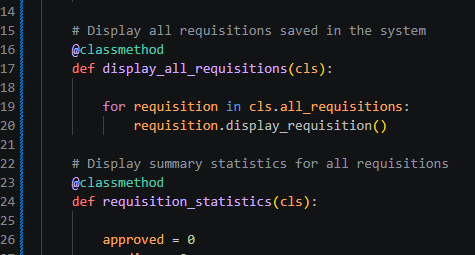 14
15 # Display all requisitions saved in the system
16 @classmethod
17 def display_all_requisitions(cls):
18
19 for requisition in cls.all_requisitions:
20 requisition.display_requisition()
21
22 # Display summary statistics for all requisitions
23 @classmethod
24 def requisition_statistics(cls):
25
26 approved = 0